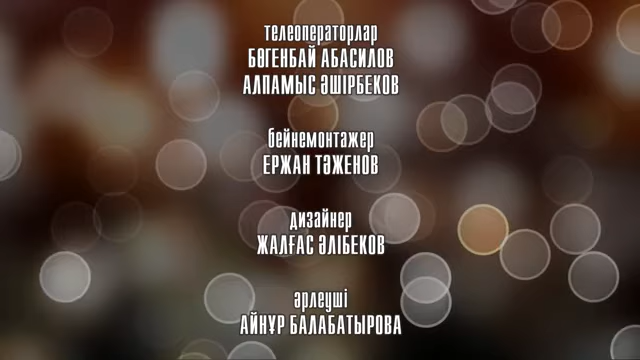 телеоператорлар
БӨГЕНБАЙ АБАСИЛОВ
АЛПАМЫС ӘШІРБЕКОВ
бейнемонтажер
ЕРЖАН ТӘЖЕНОВ
дизайнер
ЖАЛҒАС ӘЛІБЕКОВ
әрлеуші
АЙНҰР БАЛАБАТЫРОВА